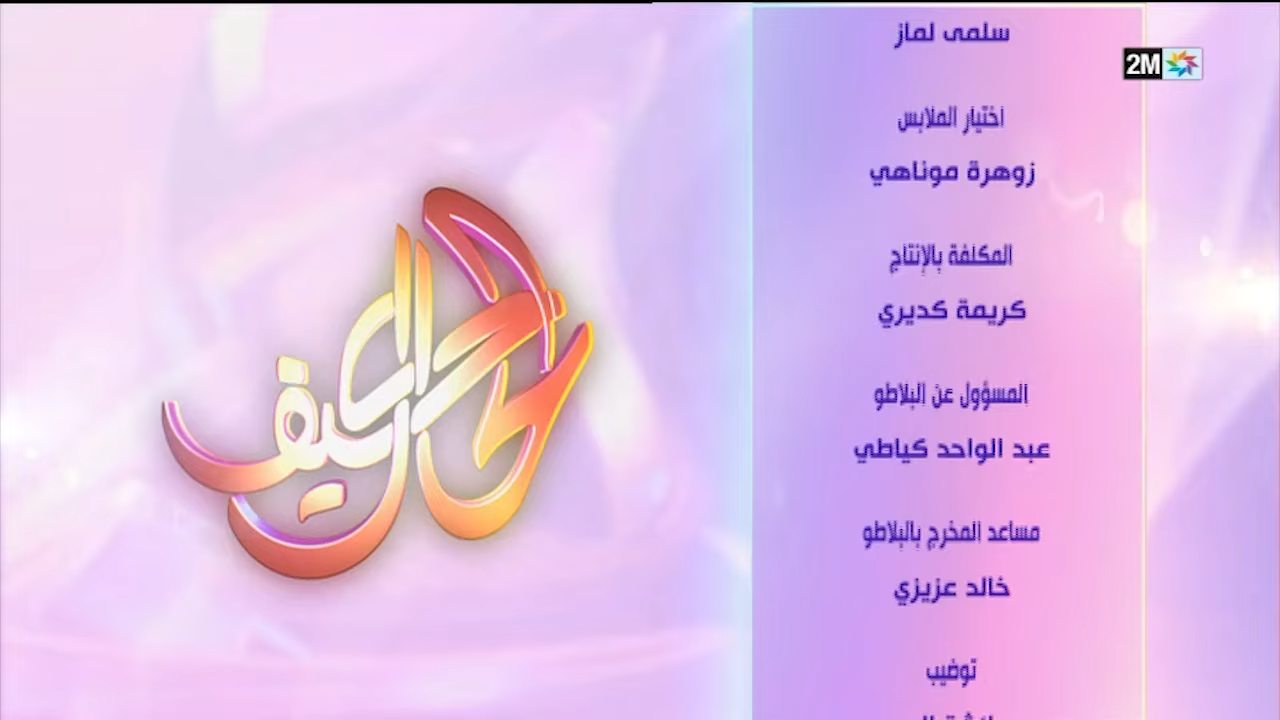 سلمى لماز
2M
اختيار الملابس
زوهرة موناهي
المكلفة بالإنتاج
كريمة كديري
المسؤول عن البلاطو
عبد الواحد كياطي
مساعد المخرج بالبلاطو
خالد عزيزي
توضيب